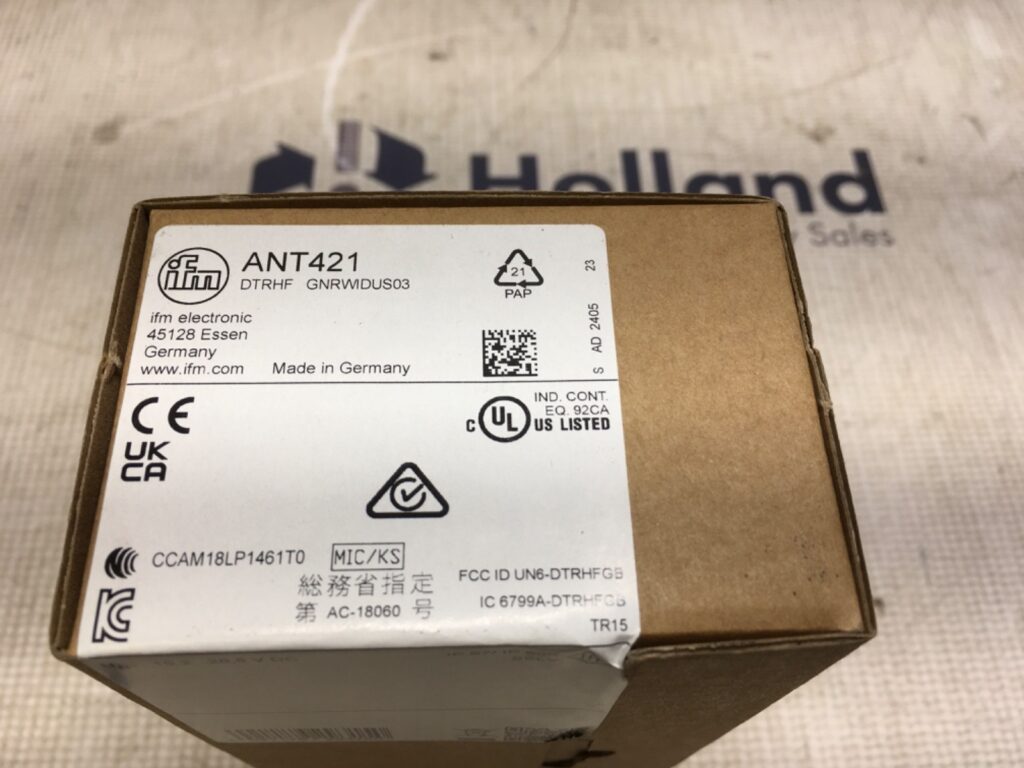 Holland
Sales
ifm
ANT421
DTRHF GNRWIDUS03
ifm electronic
45128 Essen
Germany
www.ifm.com
Made in Germany
21
PAP
S AD 2405 23
CE
UK
CA
IND. CONT.
EQ. 92CA
c UL US LISTED
CCAM18LP1461T0
MIC/KS
総務省指定
第 AC-18060 号
FCC ID UN6-DTRHFGB
IC 6799A-DTRHFGB
TR15